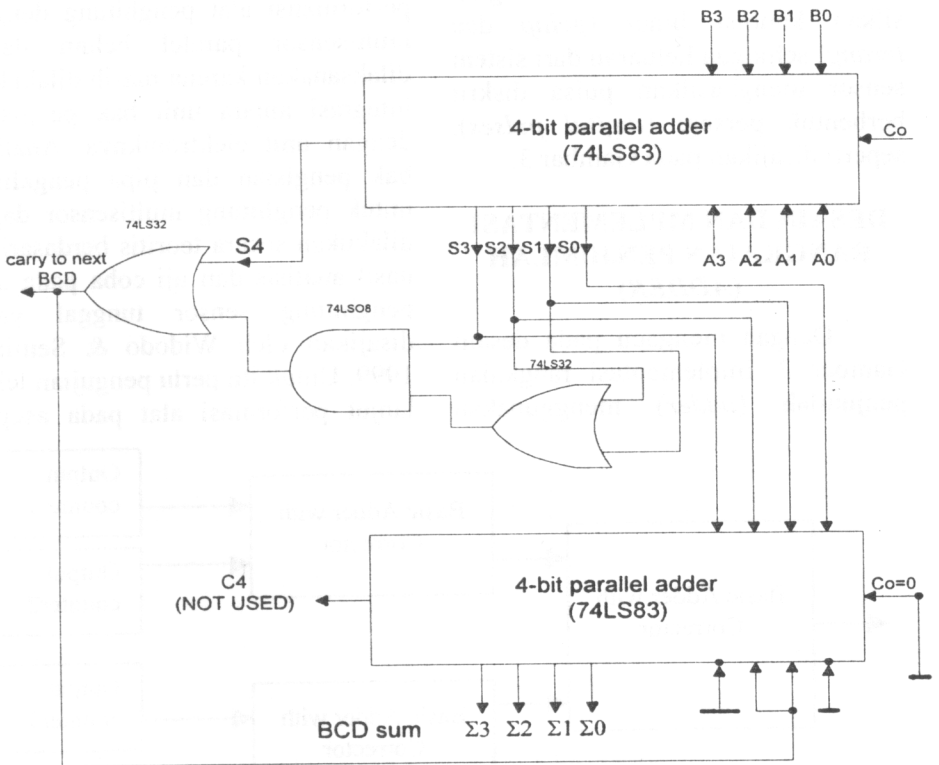 B3 B2 B1 B0
4-bit parallel adder
(74LS83)
Co
74LS32
S4
S3 S2 S1 S0
A3 A2 A1 A0
carry to next
BCD
74LSO8
74LS32
4-bit parallel adder
(74LS83)
Co=0
C4
(NOT USED)
BCD sum
Σ3 Σ2 Σ1 Σ0